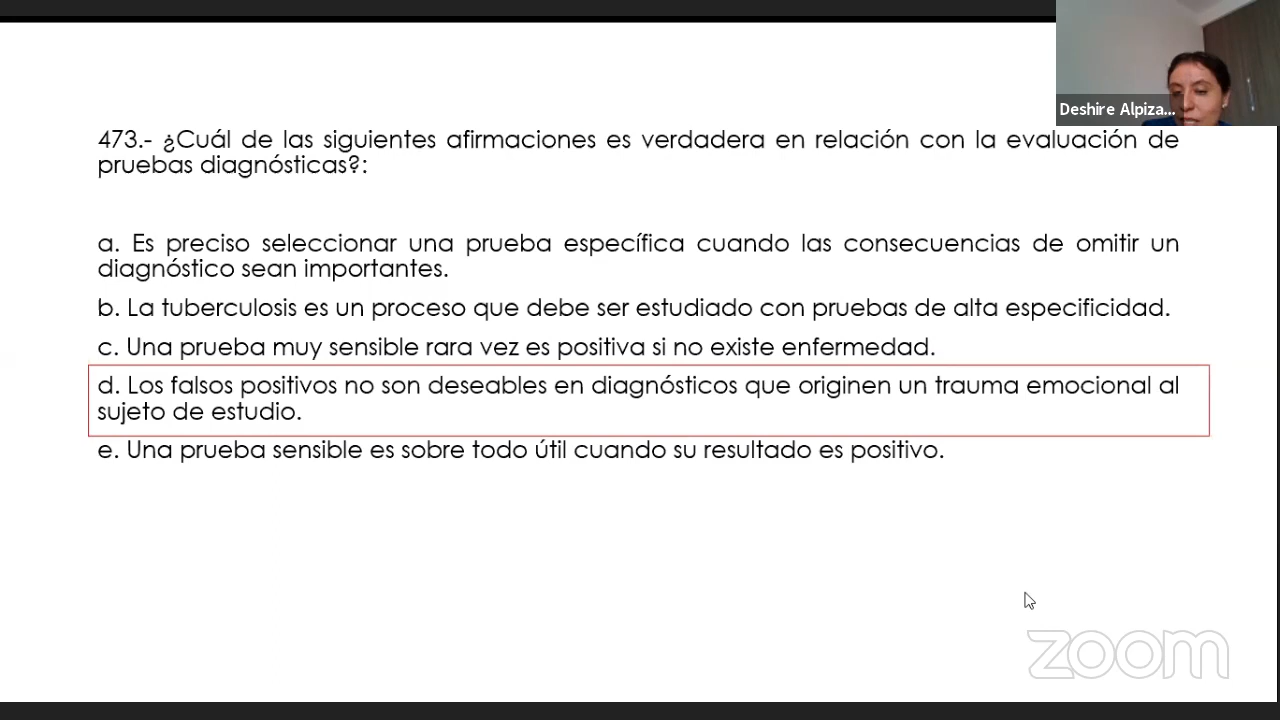 Deshire Alpiza...
473.- ¿Cuál de las siguientes afirmaciones es verdadera en relación con la evaluación de
pruebas diagnósticas?:
a. Es preciso seleccionar una prueba específica cuando las consecuencias de omitir un
diagnóstico sean importantes.
b. La tuberculosis es un proceso que debe ser estudiado con pruebas de alta especificidad.
c. Una prueba muy sensible rara vez es positiva si no existe enfermedad.
d. Los falsos positivos no son deseables en diagnósticos que originen un trauma emocional al
sujeto de estudio.
e. Una prueba sensible es sobre todo útil cuando su resultado es positivo.
zoom